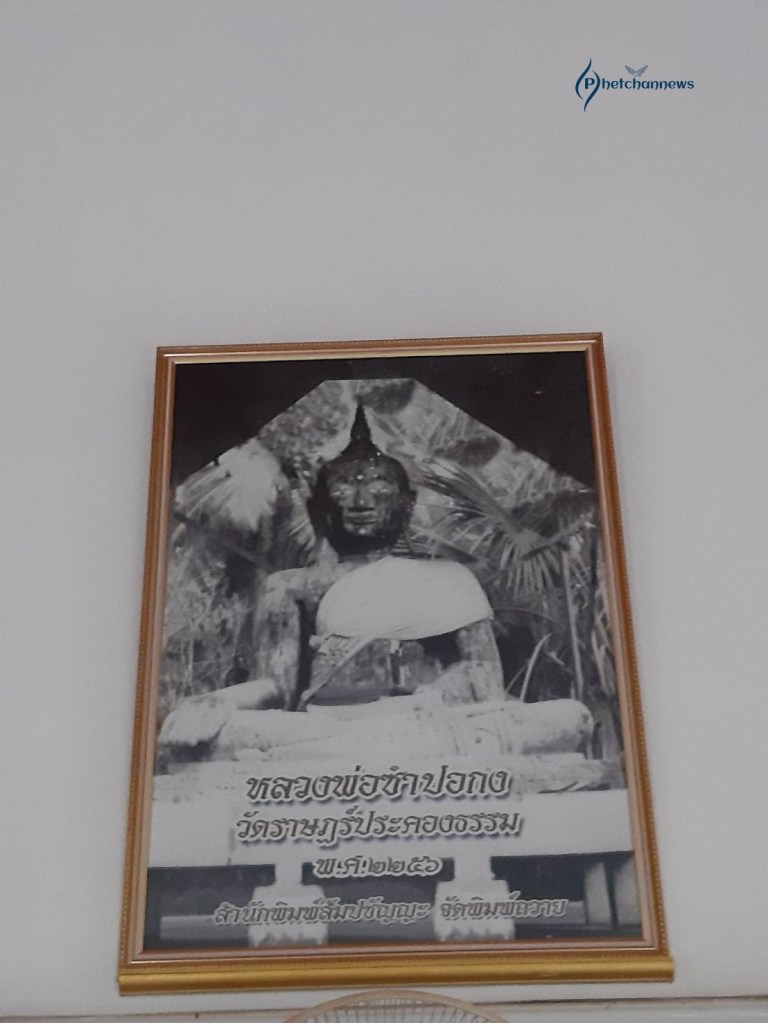 Phetchannews
หลวงพ่อซำปอกง
วัดราษฎร์ประคองธรรม
พ.ศ.๒๒๕๖
สำนักพิมพ์สัมปชัญญะ จัดพิมพ์ถวาย